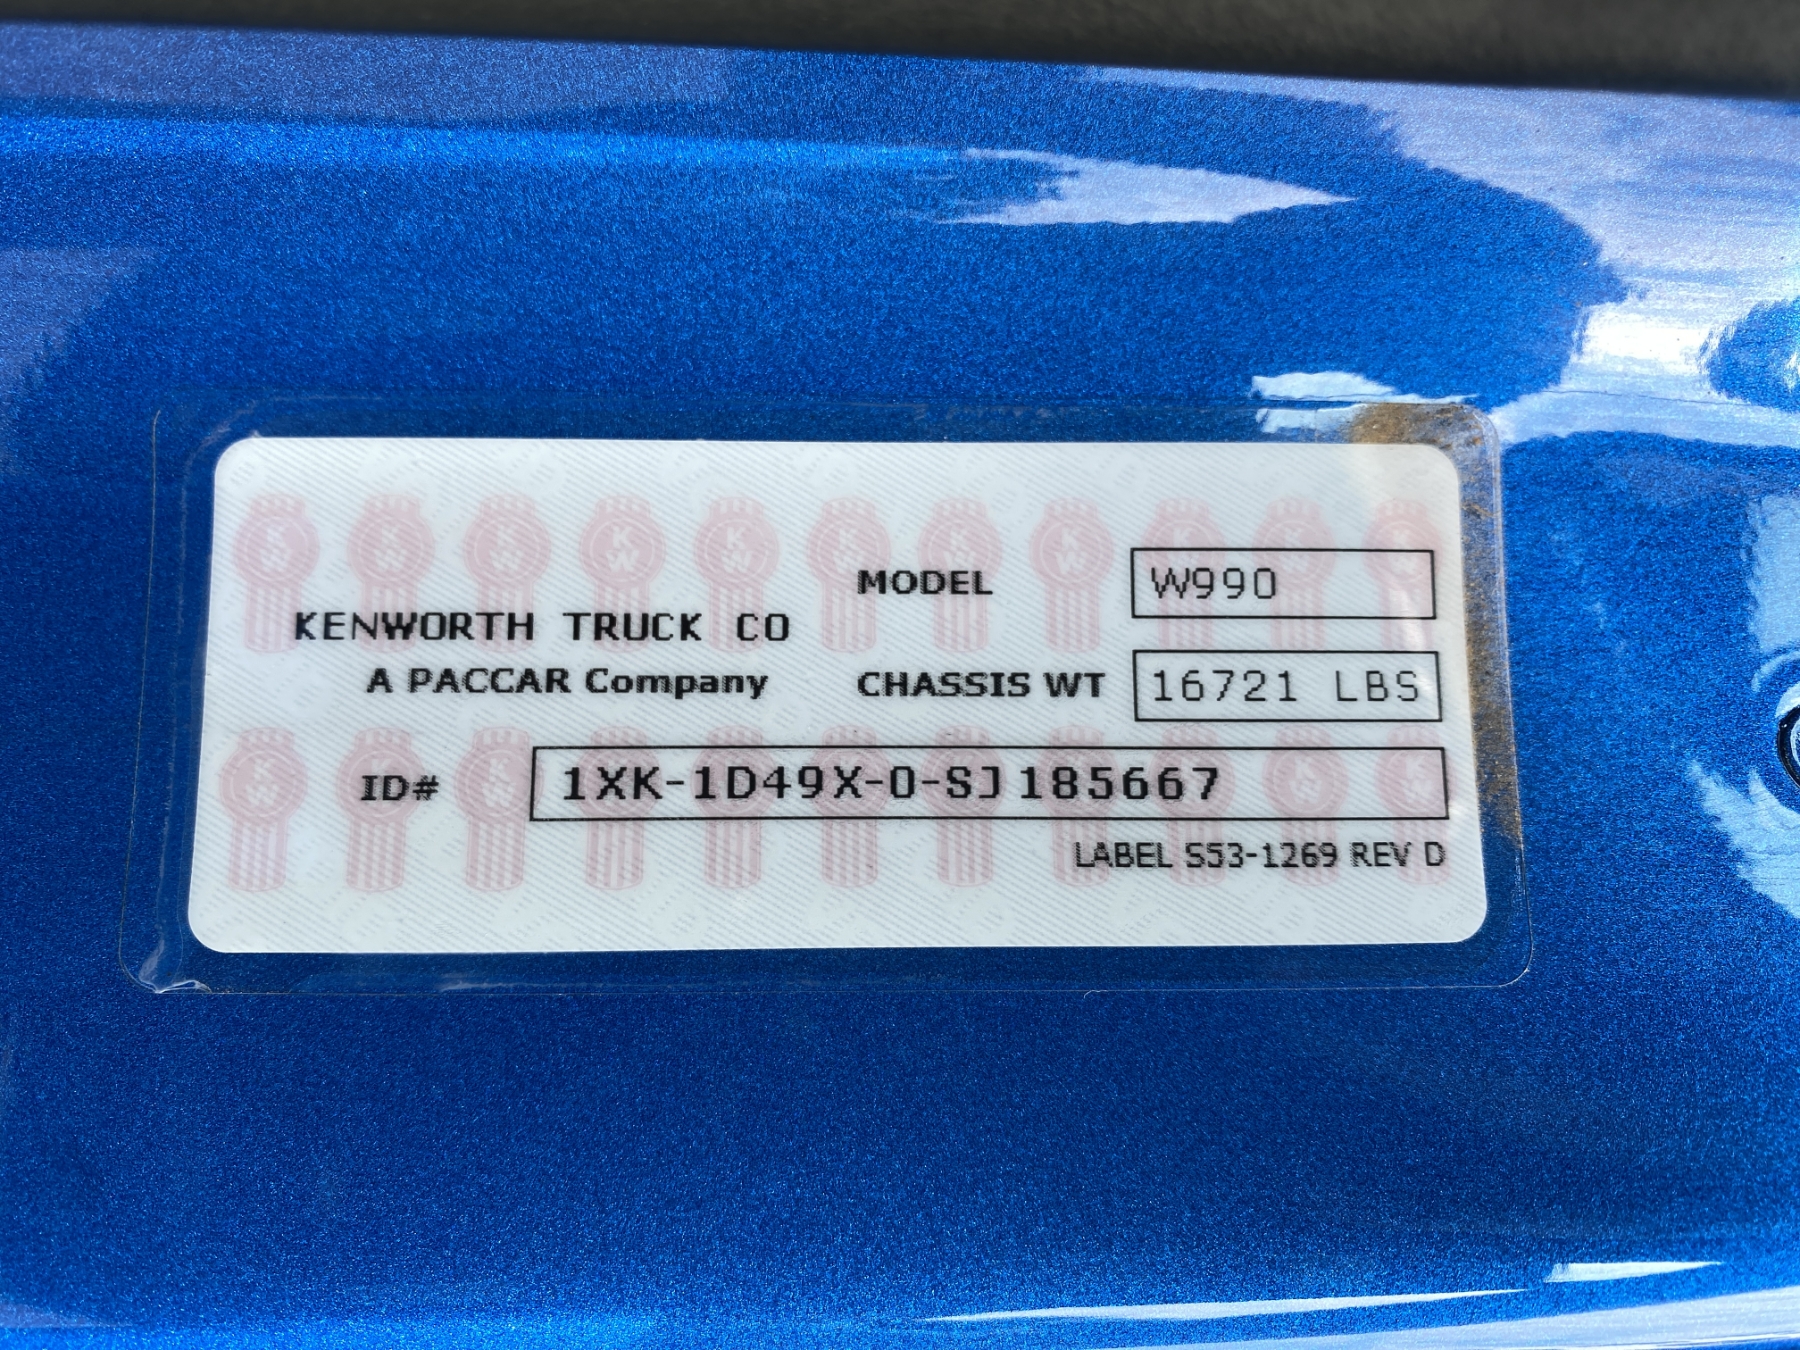 KENWORTH TRUCK CO
A PACCAR Company
MODEL W990
CHASSIS WT 16721 LBS
ID# 1XK-1D49X-0-SJ185667
LABEL S53-1269 REV D